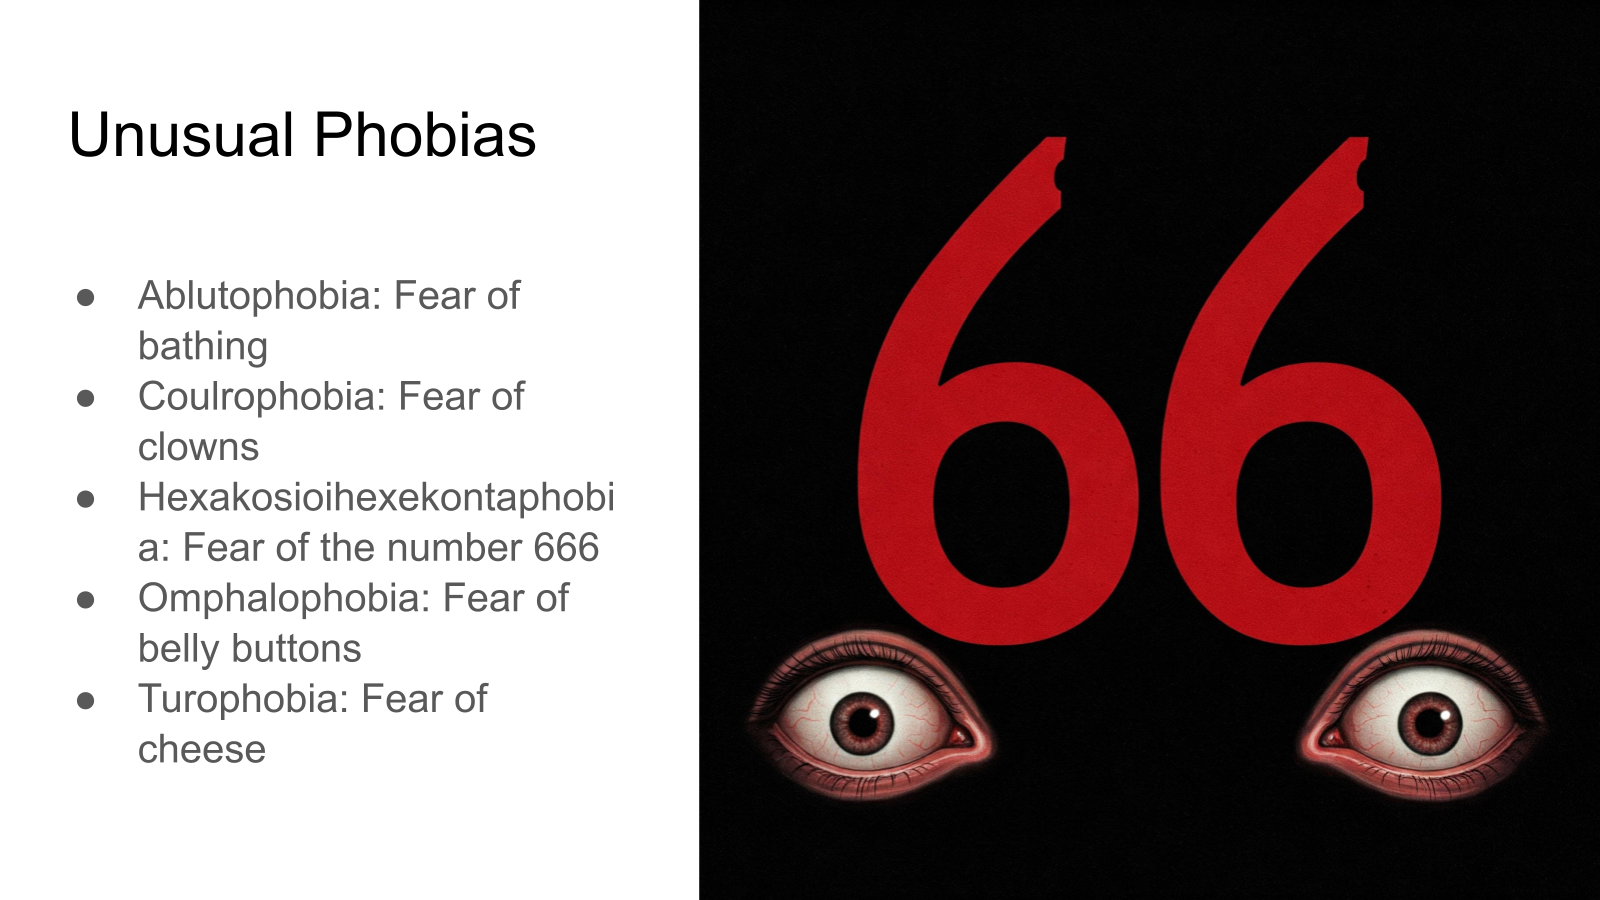 Unusual Phobias
● Ablutophobia: Fear of
bathing
● Coulrophobia: Fear of
clowns
● Hexakosioihexekontaphobi
a: Fear of the number 666
● Omphalophobia: Fear of
belly buttons
● Turophobia: Fear of
cheese
66